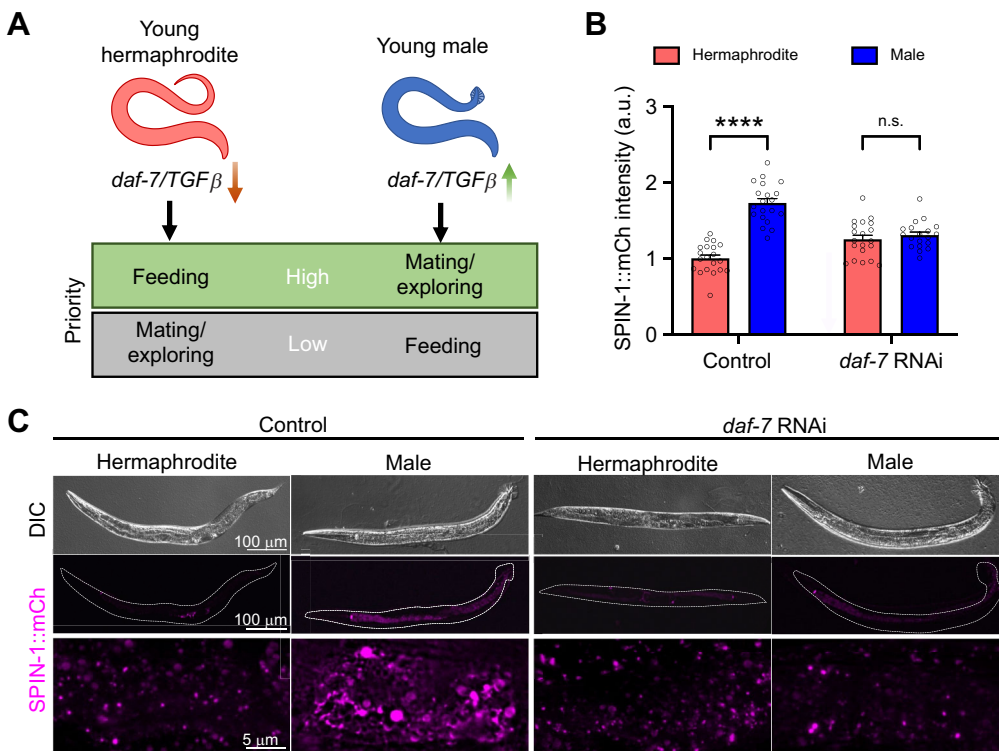 A
Young
hermaphrodite
Young male
daf-7/TGFβ
daf-7/TGFβ
Priority
Feeding
High
Mating/
exploring
Mating/
exploring
Low
Feeding
B
Hermaphrodite
Male
SPIN-1::mCh intensity (a.u.)
3
2
1
0
****
n.s.
Control
daf-7 RNAi
C
Control
daf-7 RNAi
Hermaphrodite
Male
Hermaphrodite
Male
DIC
100 μm
SPIN-1::mCh
100 μm
5 μm